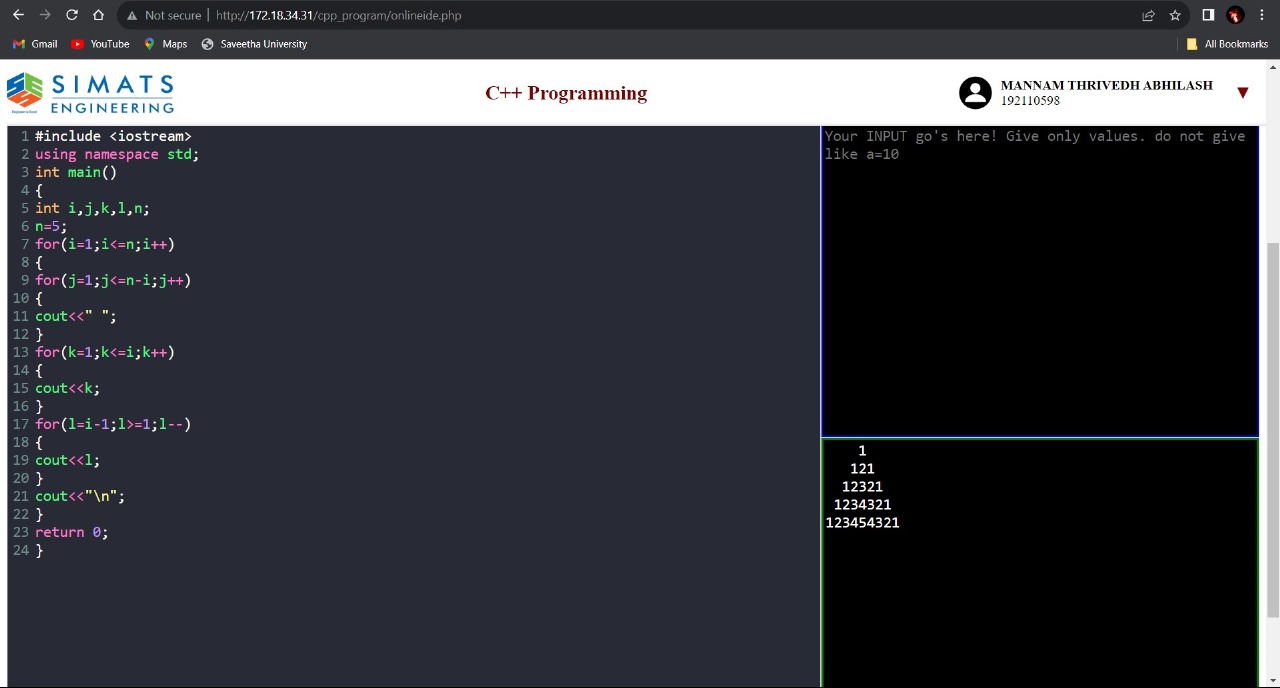 Not secure http://172.18.34.31/cpp_program/onlineide.php
Gmail YouTube Maps Saveetha University All Bookmarks
SIMATS
ENGINEERING
C++ Programming
MANNAM THRIVEDH ABHILASH
192110598
1 #include <iostream>
2 using namespace std;
3 int main()
4 {
5 int i,j,k,l,n;
6 n=5;
7 for(i=1;i<=n;i++)
8 {
9 for(j=1;j<=n-i;j++)
10 {
11 cout<<" ";
12 }
13 for(k=1;k<=i;k++)
14 {
15 cout<<k;
16 }
17 for(l=i-1;l>=1;l--)
18 {
19 cout<<l;
20 }
21 cout<<"\n";
22 }
23 return 0;
24 }
Your INPUT go's here! Give only values. do not give
like a=10
1
121
12321
1234321
123454321